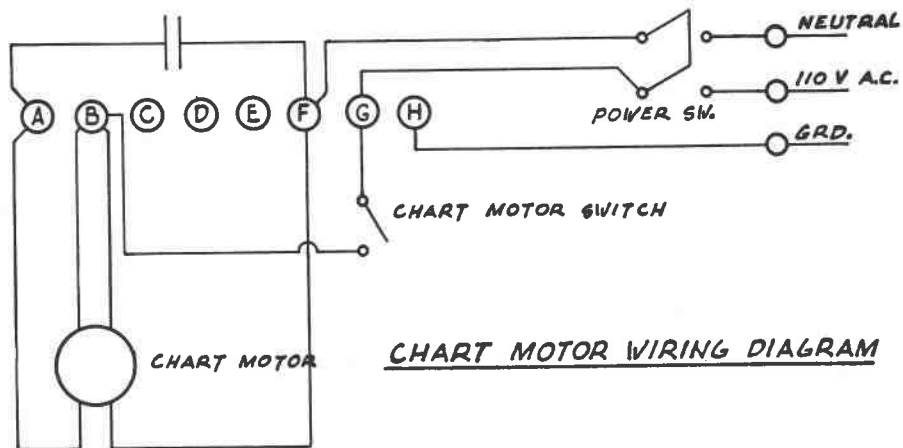 NEUTRAL
110 V A.C.
POWER SW.
GRD.
A B C D E F G H
CHART MOTOR SWITCH
CHART MOTOR
CHART MOTOR WIRING DIAGRAM